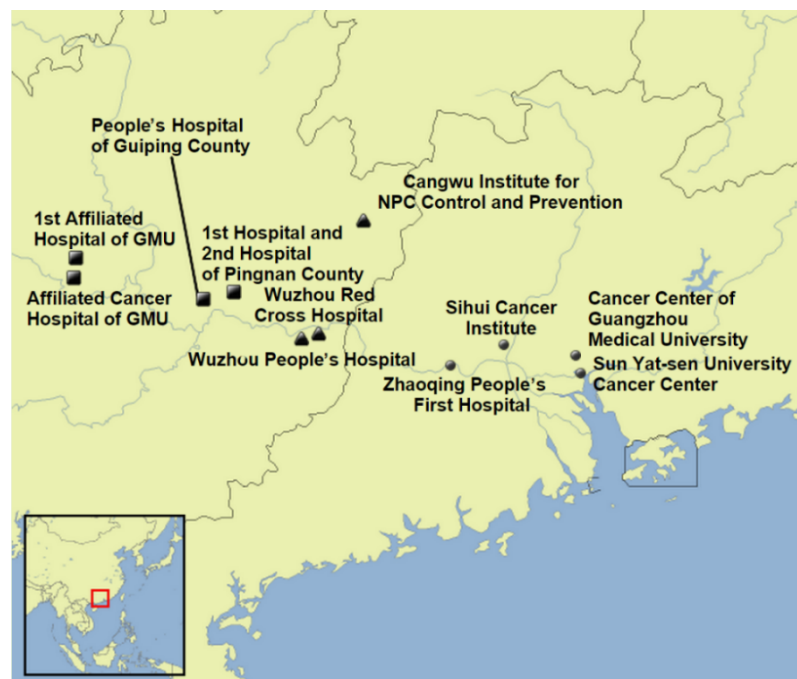 People's Hospital
of Guiping County
Cangwu Institute for
NPC Control and Prevention
1st Affiliated
Hospital of GMU
1st Hospital and
2nd Hospital
of Pingnan County
Affiliated Cancer
Hospital of GMU
Wuzhou Red
Cross Hospital
Wuzhou People's Hospital
Sihui Cancer
Institute
Cancer Center of
Guangzhou
Medical University
Sun Yat-sen University
Cancer Center
Zhaoqing People's
First Hospital